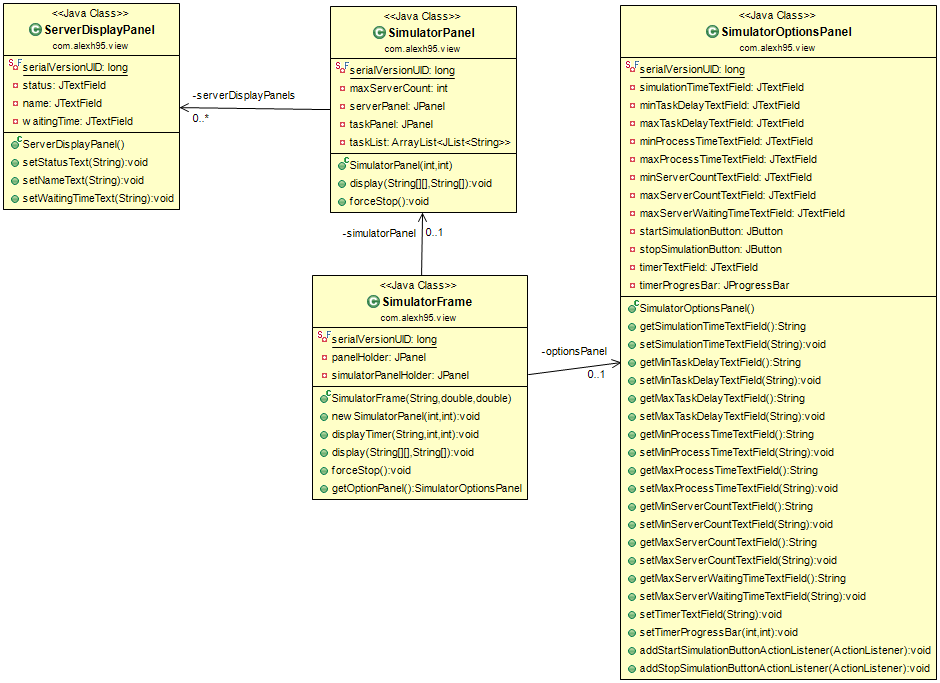 <<Java Class>>
ServerDisplayPanel
com.alexh95.view
serialVersionUID: long
status: JTextField
name: JTextField
waitingTime: JTextField
ServerDisplayPanel()
setStatusText(String):void
setNameText(String):void
setWaitingTimeText(String):void
-serverDisplayPanels
0..*
<<Java Class>>
SimulatorPanel
com.alexh95.view
serialVersionUID: long
maxServerCount: int
serverPanel: JPanel
taskPanel: JPanel
taskList: ArrayList<JList<String>>
SimulatorPanel(int,int)
display(String[][],String[]):void
forceStop():void
-simulatorPanel
0..1
<<Java Class>>
SimulatorFrame
com.alexh95.view
serialVersionUID: long
panelHolder: JPanel
simulatorPanelHolder: JPanel
SimulatorFrame(String,double,double)
newSimulatorPanel(int,int):void
displayTimer(String,int,int):void
display(String[][],String[]):void
forceStop():void
getOptionPanel():SimulatorOptionsPanel
-optionsPanel
0..1
<<Java Class>>
SimulatorOptionsPanel
com.alexh95.view
serialVersionUID: long
simulationTimeTextField: JTextField
minTaskDelayTextField: JTextField
maxTaskDelayTextField: JTextField
minProcessTimeTextField: JTextField
maxProcessTimeTextField: JTextField
minServerCountTextField: JTextField
maxServerCountTextField: JTextField
maxServerWaitingTimeTextField: JTextField
startSimulationButton: JButton
stopSimulationButton: JButton
timerTextField: JTextField
timerProgresBar: JProgressBar
SimulatorOptionsPanel()
getSimulationTimeTextField():String
setSimulationTimeTextField(String):void
getMinTaskDelayTextField():String
setMinTaskDelayTextField(String):void
getMaxTaskDelayTextField():String
setMaxTaskDelayTextField(String):void
getMinProcessTimeTextField():String
setMinProcessTimeTextField(String):void
getMaxProcessTimeTextField():String
setMaxProcessTimeTextField(String):void
getMinServerCountTextField():String
setMinServerCountTextField(String):void
getMaxServerCountTextField():String
setMaxServerCountTextField(String):void
getMaxServerWaitingTimeTextField():String
setMaxServerWaitingTimeTextField(String):void
setTimerTextField(String):void
setTimerProgressBar(int,int):void
addStartSimulationButtonActionListener(ActionListener):void
addStopSimulationButtonActionListener(ActionListener):void